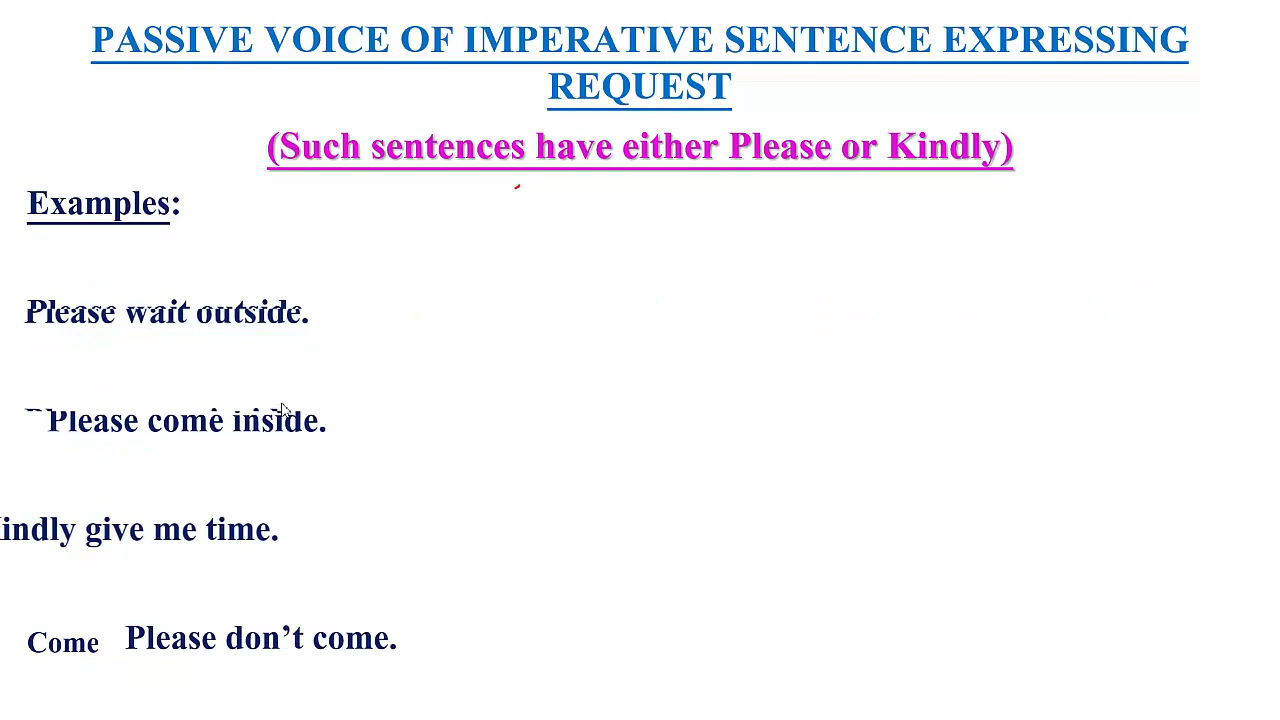 PASSIVE VOICE OF IMPERATIVE SENTENCE EXPRESSING
REQUEST
(Such sentences have either Please or Kindly)
Examples:
Please wait outside.
Please come inside.
indly give me time.
Come Please don’t come.